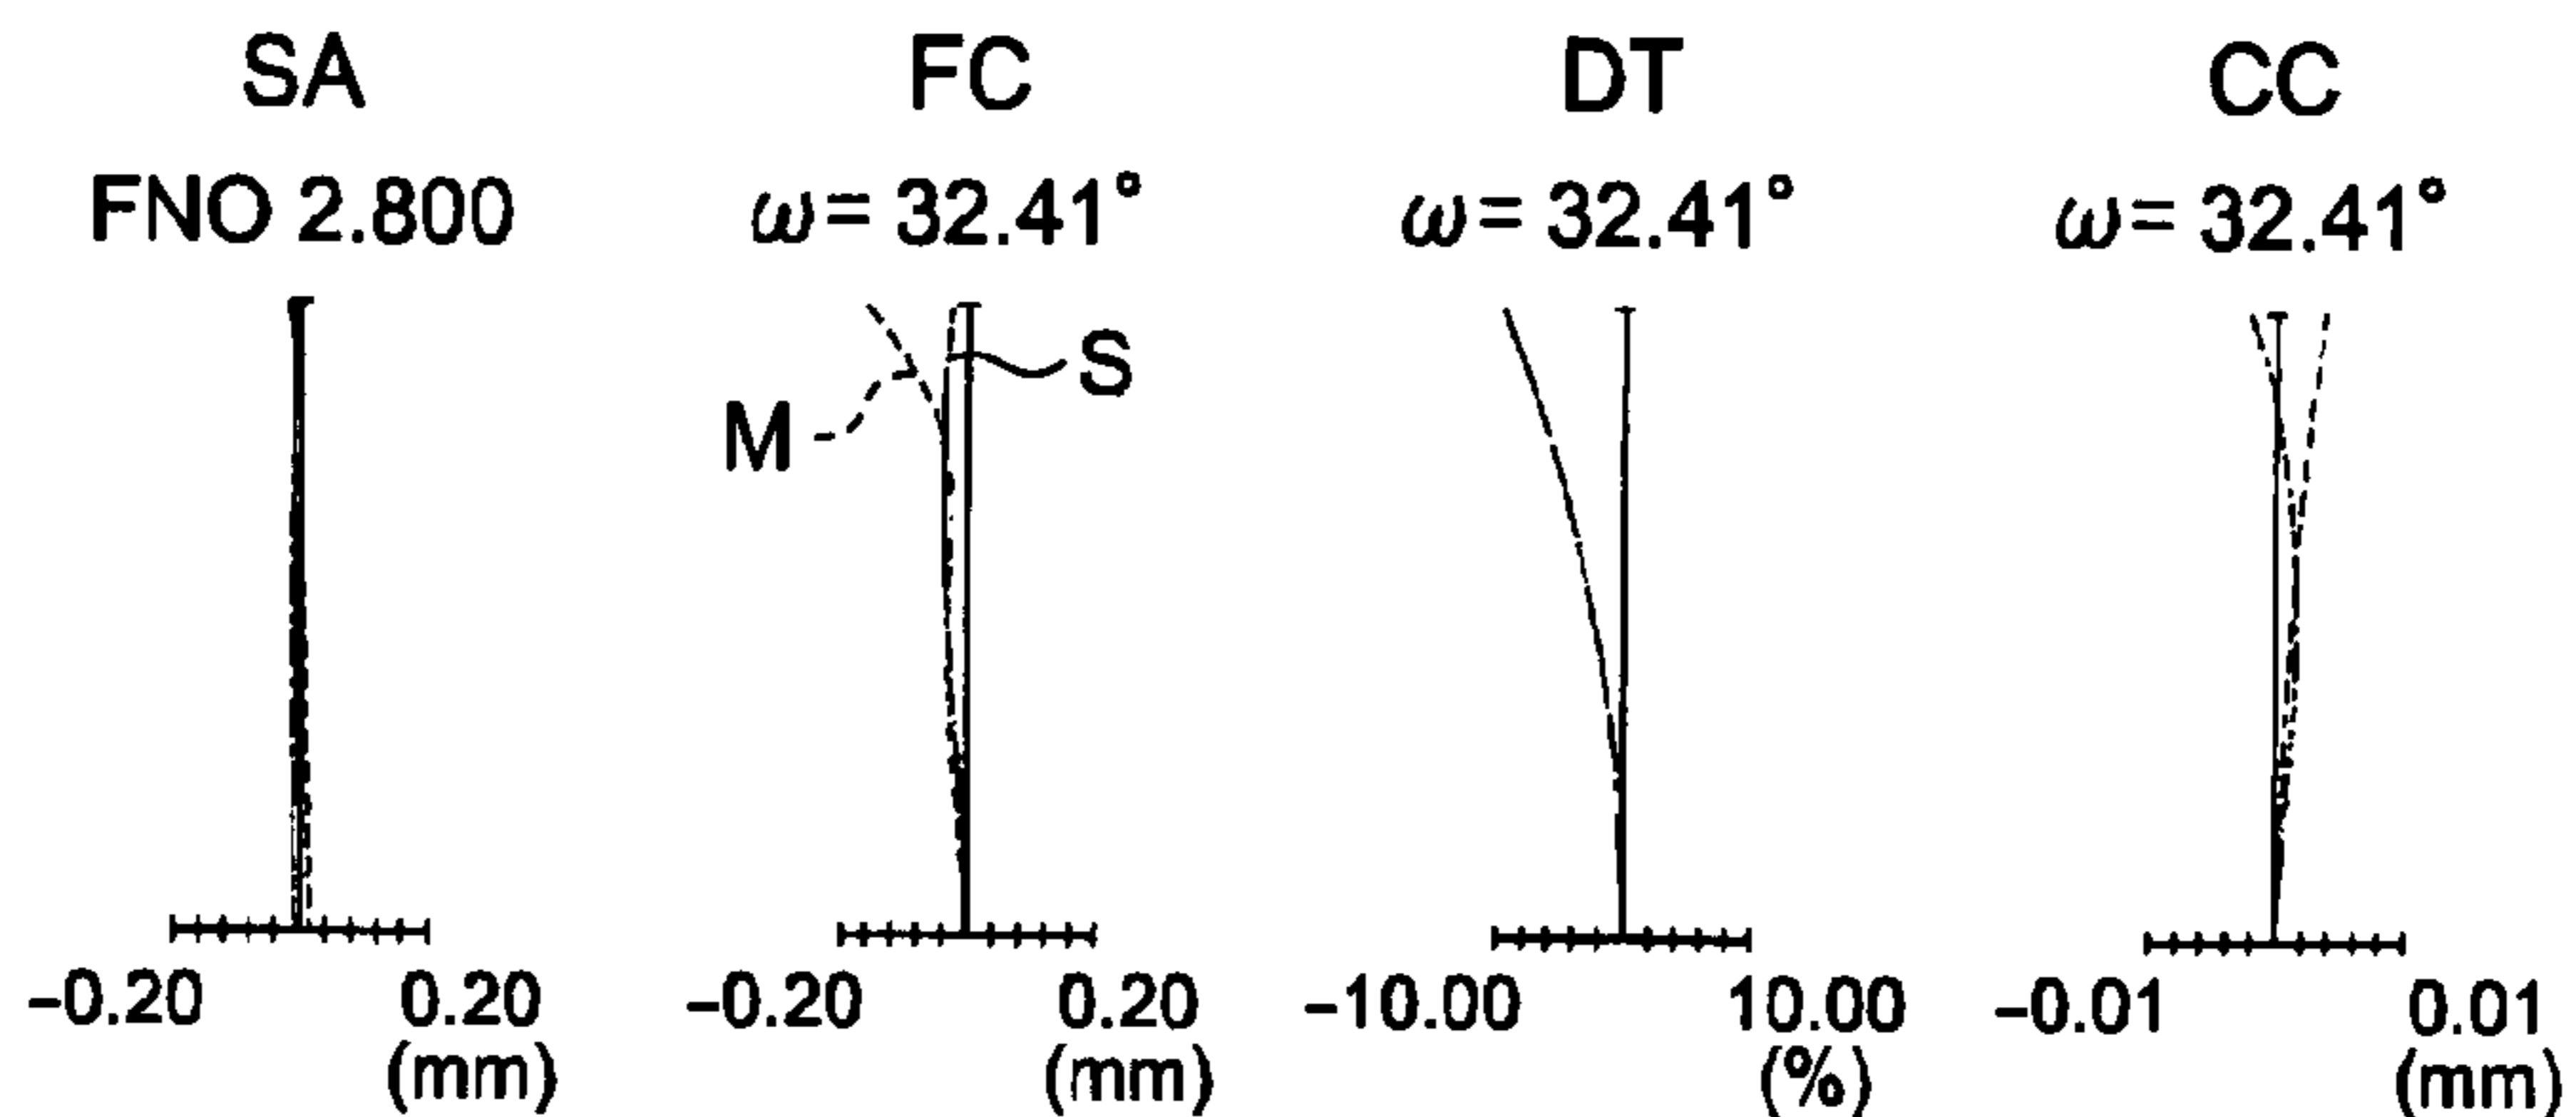 SA FC DT CC
FNO 2.800 ω= 32.41° ω= 32.41° ω= 32.41°
S
M
−0.20 0.20 −0.20 0.20 −10.00 10.00 −0.01 0.01
(mm) (mm) (%) (mm)